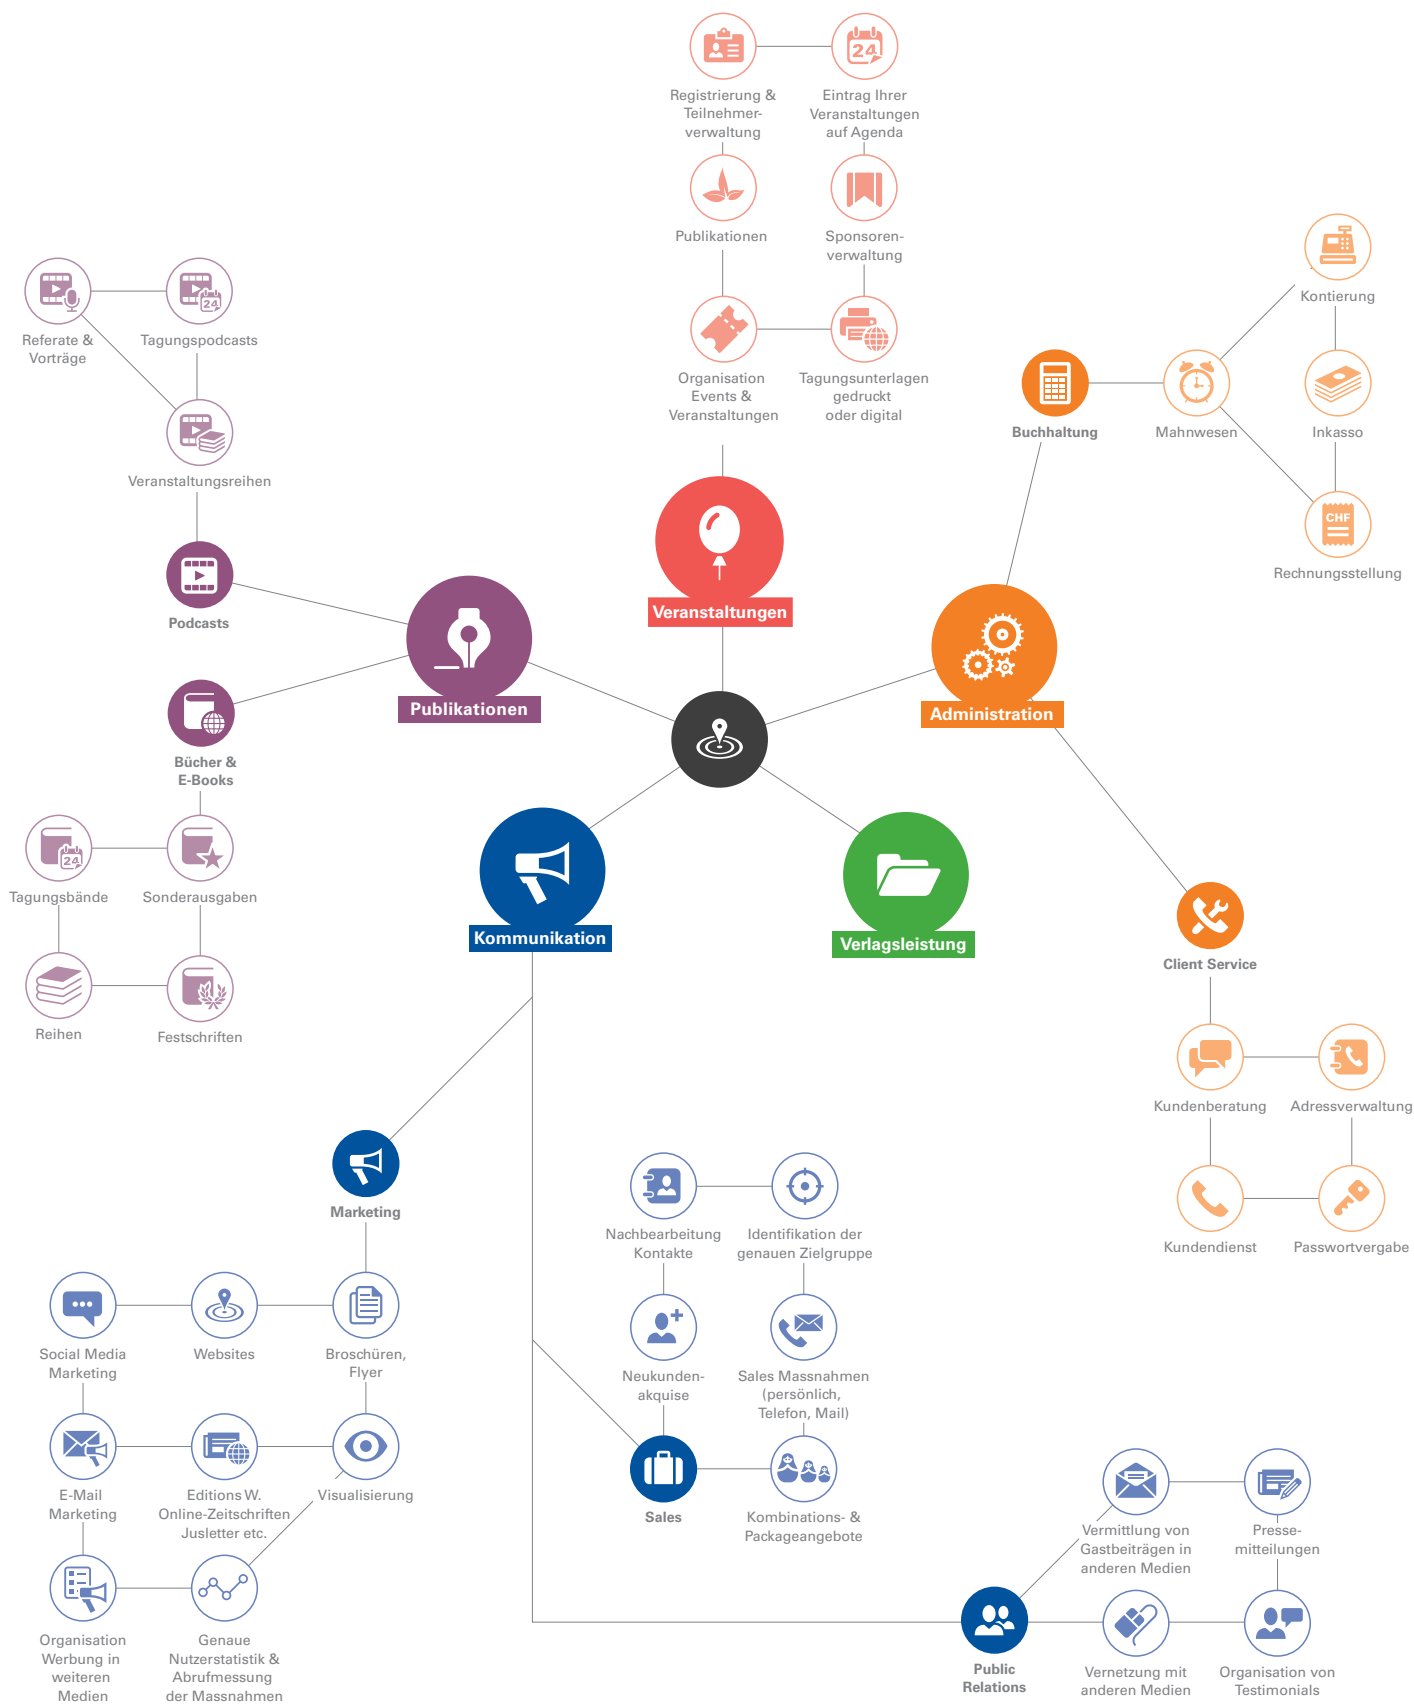 24
Registrierung &
Teilnehmer-
verwaltung
Eintrag Ihrer
Veranstaltungen
auf Agenda
Publikationen
Sponsoren-
verwaltung
Organisation
Events &
Veranstaltungen
Tagungsunterlagen
gedruckt
oder digital
Veranstaltungen
24
Referate &
Vorträge
Tagungspodcasts
Veranstaltungsreihen
Podcasts
Publikationen
Bücher &
E-Books
24
Tagungsbände
Sonderausgaben
Reihen
Festschriften
Kontierung
Buchhaltung
Mahnwesen
Inkasso
CHF
Rechnungsstellung
Administration
Client Service
Kundenberatung
Adressverwaltung
Kundendienst
Passwortvergabe
Verlagsleistung
Kommunikation
Marketing
Social Media
Marketing
Websites
Broschüren,
Flyer
E-Mail
Marketing
Editions W.
Online-Zeitschriften
Jusletter etc.
Visualisierung
Organisation
Werbung in
weiteren
Medien
Genaue
Nutzerstatistik &
Abrufmessung
der Massnahmen
Nachbearbeitung
Kontakte
Identifikation der
genauen Zielgruppe
Neukunden-
akquise
Sales Massnahmen
(persönlich,
Telefon, Mail)
Sales
Kombinations- &
Packageangebote
Vermittlung von
Gastbeiträgen in
anderen Medien
Presse-
mitteilungen
Public
Relations
Vernetzung mit
anderen Medien
Organisation von
Testimonials